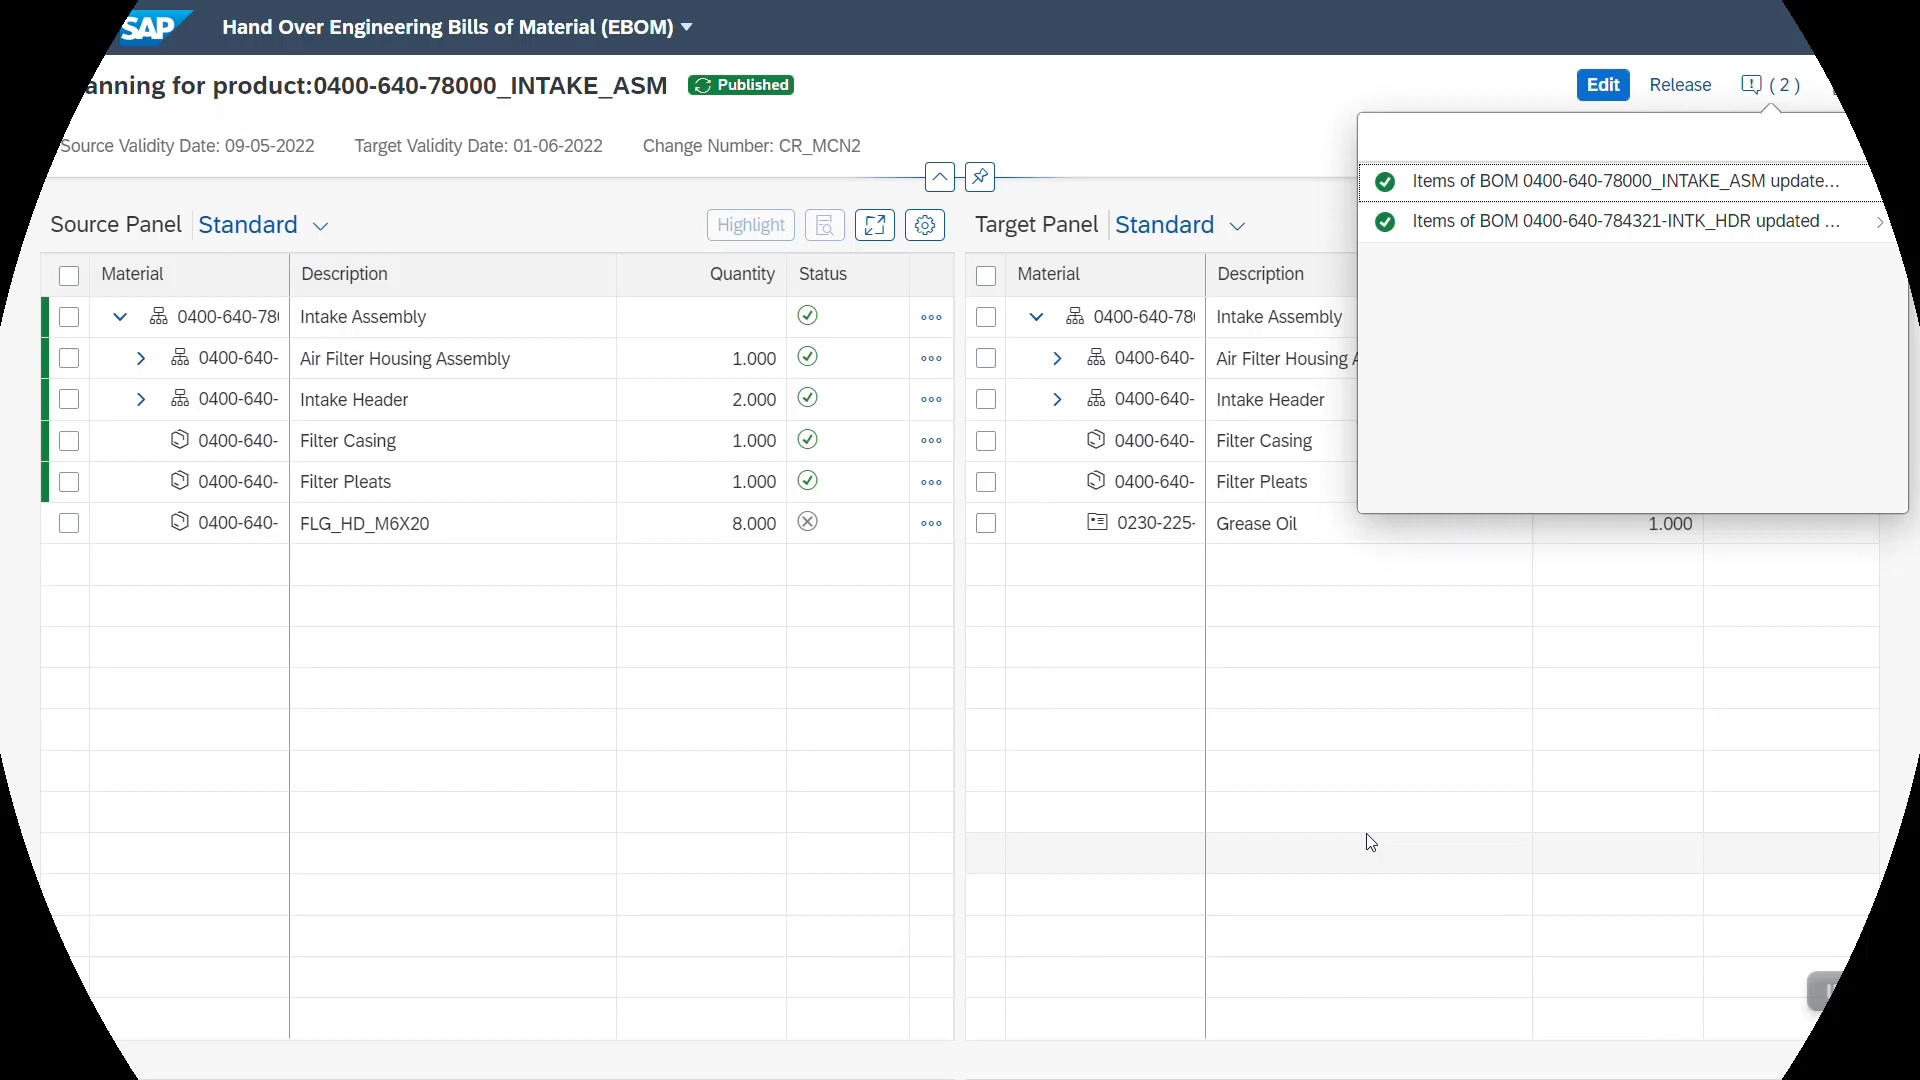 SAP Hand Over Engineering Bills of Material (EBOM)
anning for product:0400-640-78000_INTAKE_ASM Published
Edit Release ( 2 )
Source Validity Date: 09-05-2022 Target Validity Date: 01-06-2022 Change Number: CR_MCN2
Items of BOM 0400-640-78000_INTAKE_ASM update...
Items of BOM 0400-640-784321-INTK_HDR updated ...
Source Panel Standard Highlight
Material Description Quantity Status
0400-640-78 Intake Assembly
0400-640- Air Filter Housing Assembly 1.000
0400-640- Intake Header 2.000
0400-640- Filter Casing 1.000
0400-640- Filter Pleats 1.000
0400-640- FLG_HD_M6X20 8.000
Target Panel Standard
Material Description
0400-640-78 Intake Assembly
0400-640- Air Filter Housing
0400-640- Intake Header
0400-640- Filter Casing
0400-640- Filter Pleats
0230-225- Grease Oil 1.000